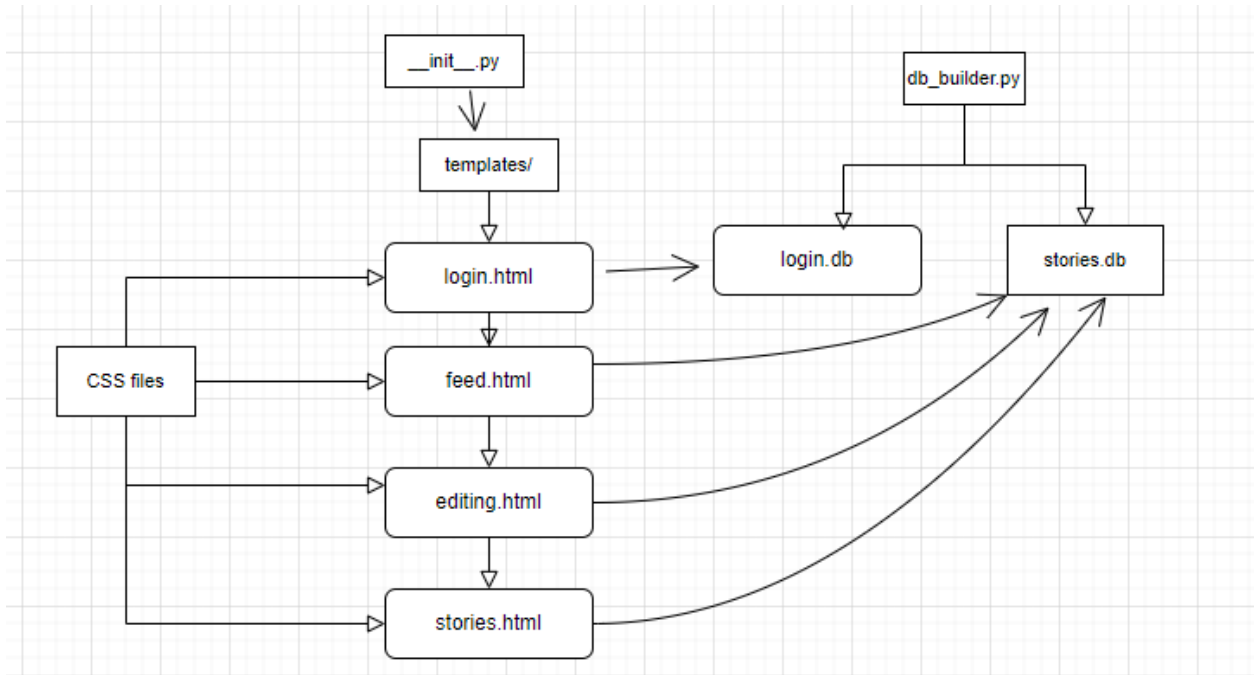 __init__.py
db_builder.py
templates/
login.html
login.db
stories.db
CSS files
feed.html
editing.html
stories.html